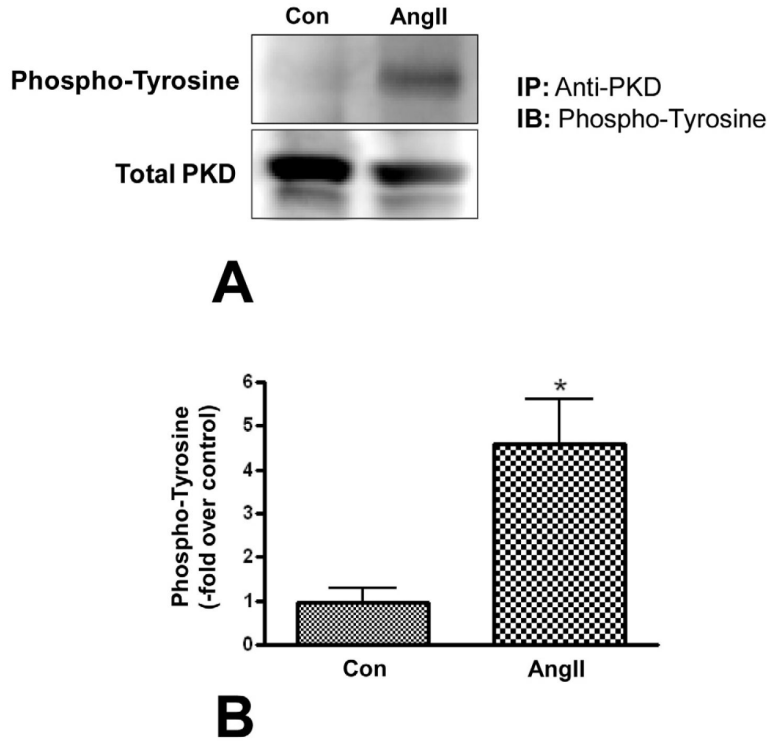 Con AngII
Phospho-Tyrosine
IP: Anti-PKD
IB: Phospho-Tyrosine
Total PKD
A
Phospho-Tyrosine
(-fold over control)
6
5
4
3
2
1
0
*
Con AngII
B